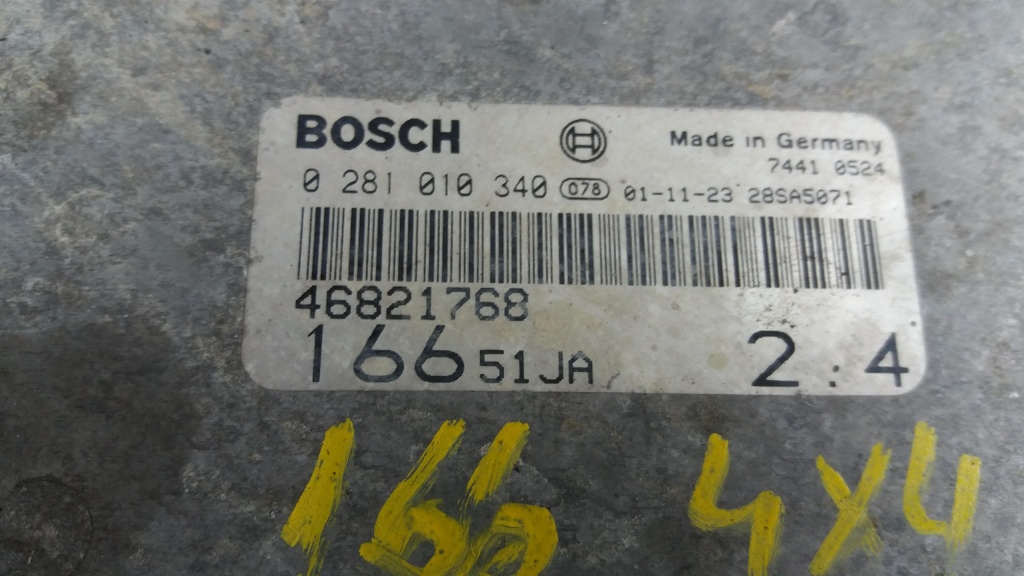 BOSCH
Made in Germany
7441 0524
0 281 010 340 078 01-11-23 28SA5071
46821768
166 51JA 2:4
166 4X4